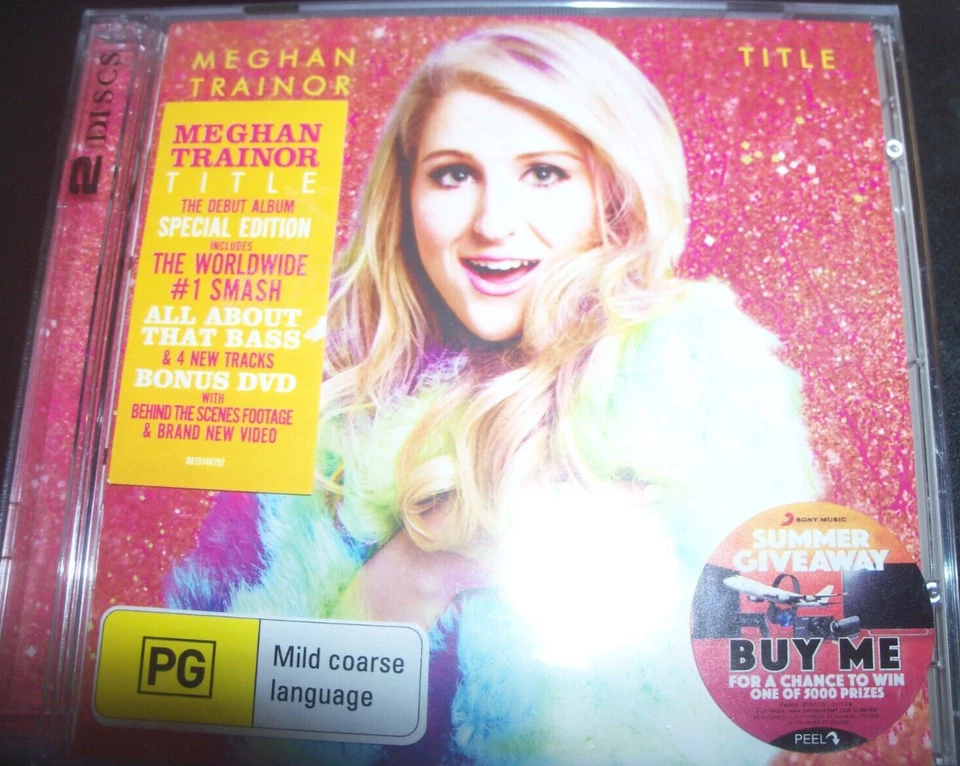 2 DISCS
MEGHAN
TRAINOR
TITLE
MEGHAN
TRAINOR
TITLE
THE DEBUT ALBUM
SPECIAL EDITION
INCLUDES
THE WORLDWIDE
#1 SMASH
ALL ABOUT
THAT BASS
& 4 NEW TRACKS
BONUS DVD
WITH
BEHIND THE SCENES FOOTAGE
& BRAND NEW VIDEO
PG
Mild coarse
language
SONY MUSIC
SUMMER
GIVEAWAY
BUY ME
FOR A CHANCE TO WIN
ONE OF 5000 PRIZES
PEEL